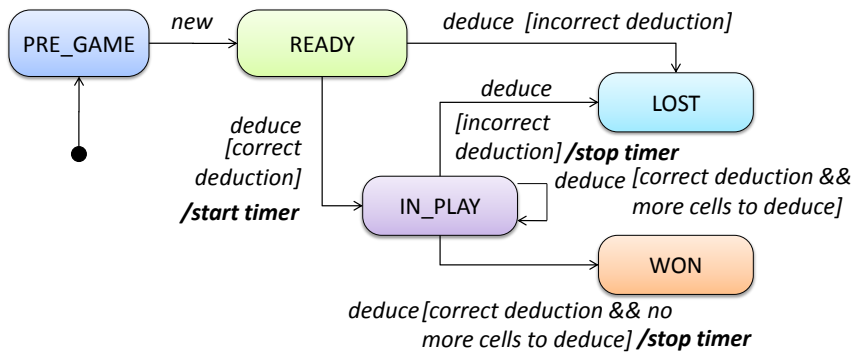 new
deduce [incorrect deduction]
PRE_GAME
READY
deduce
LOST
deduce
[correct
deduction]
/start timer
[incorrect
deduction] /stop timer
deduce [correct deduction &&
more cells to deduce]
IN_PLAY
WON
deduce [correct deduction && no
more cells to deduce] /stop timer